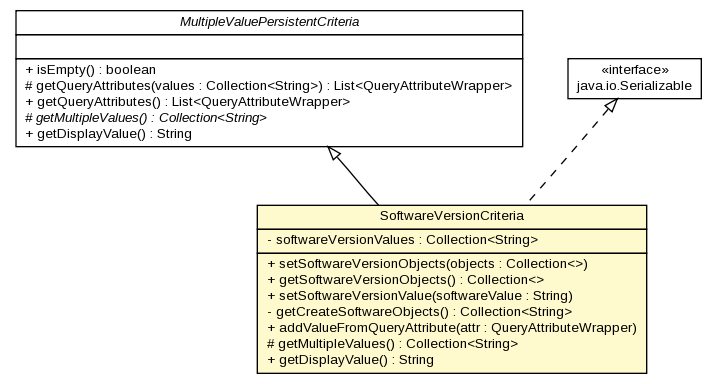 MultipleValuePersistentCriteria
+ isEmpty() : boolean
# getQueryAttributes(values : Collection<String>) : List<QueryAttributeWrapper>
+ getQueryAttributes() : List<QueryAttributeWrapper>
# getMultipleValues() : Collection<String>
+ getDisplayValue() : String
«interface»
java.io.Serializable
SoftwareVersionCriteria
- softwareVersionValues : Collection<String>
+ setSoftwareVersionObjects(objects : Collection<>)
+ getSoftwareVersionObjects() : Collection<>
+ setSoftwareVersionValue(softwareValue : String)
- getCreateSoftwareObjects() : Collection<String>
+ addValueFromQueryAttribute(attr : QueryAttributeWrapper)
# getMultipleValues() : Collection<String>
+ getDisplayValue() : String